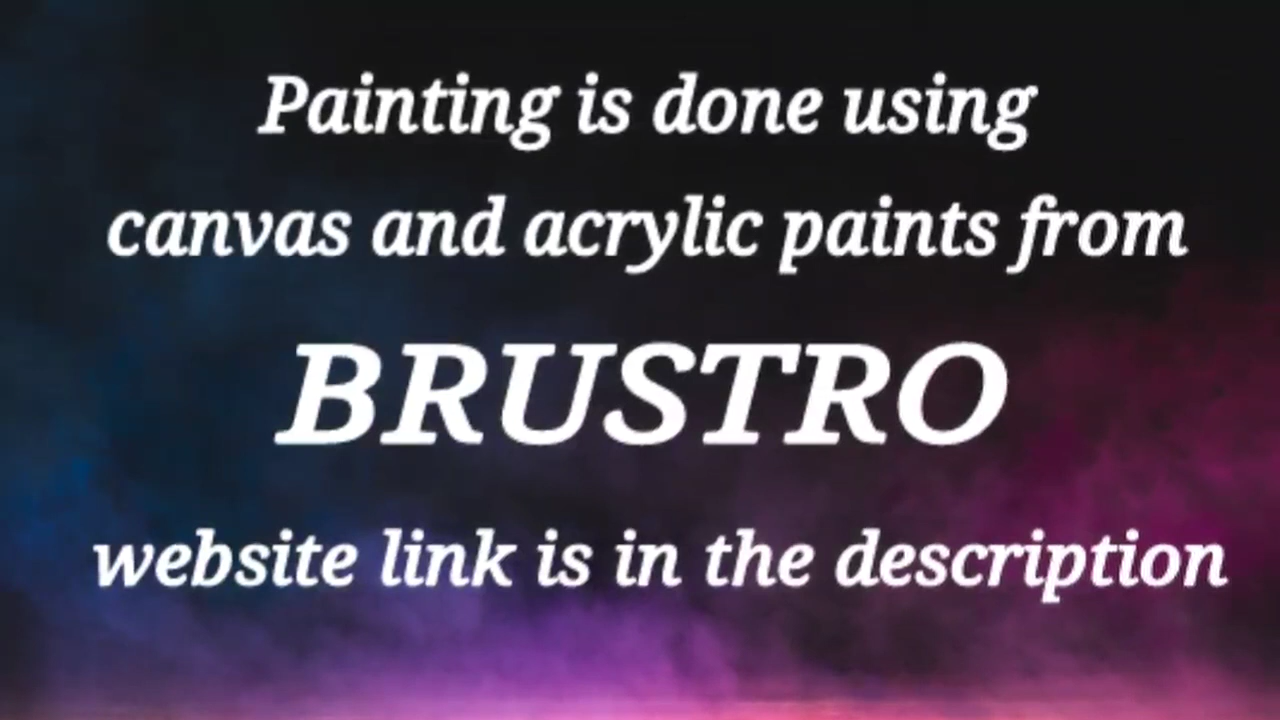 Painting is done using
canvas and acrylic paints from
BRUSTRO
website link is in the description